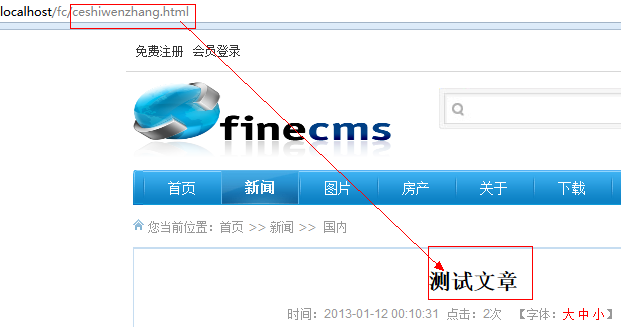 localhost/fc/ceshiwenzhang.html
免费注册 会员登录
finecms
首页 新闻 图片 房产 关于 下载
您当前位置：首页 >> 新闻 >> 国内
测试文章
时间：2013-01-12 00:10:31 点击：2次 【字体：大 中 小】